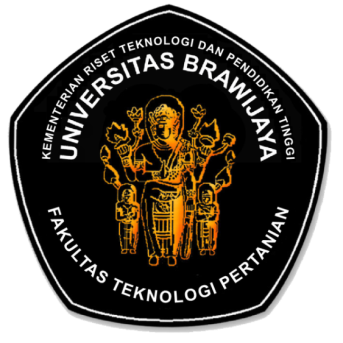 KEMENTERIAN RISET TEKNOLOGI DAN PENDIDIKAN TINGGI
UNIVERSITAS BRAWIJAYA
FAKULTAS TEKNOLOGI PERTANIAN